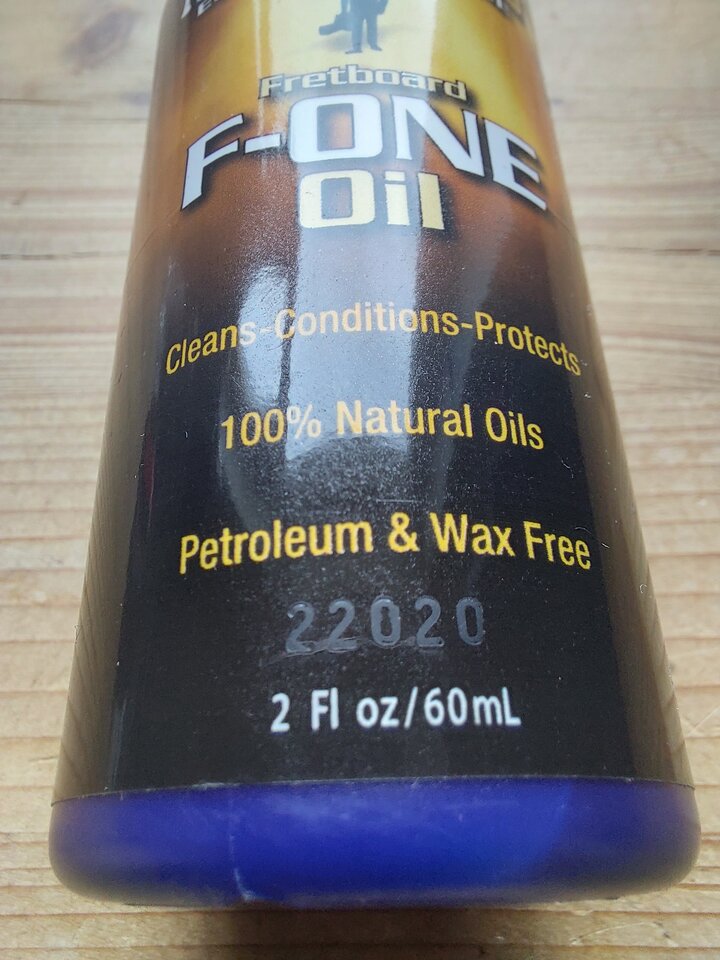 Fretboard
F-ONE
Oil
Cleans-Conditions-Protects
100% Natural Oils
Petroleum & Wax Free
22020
2 Fl oz/60mL